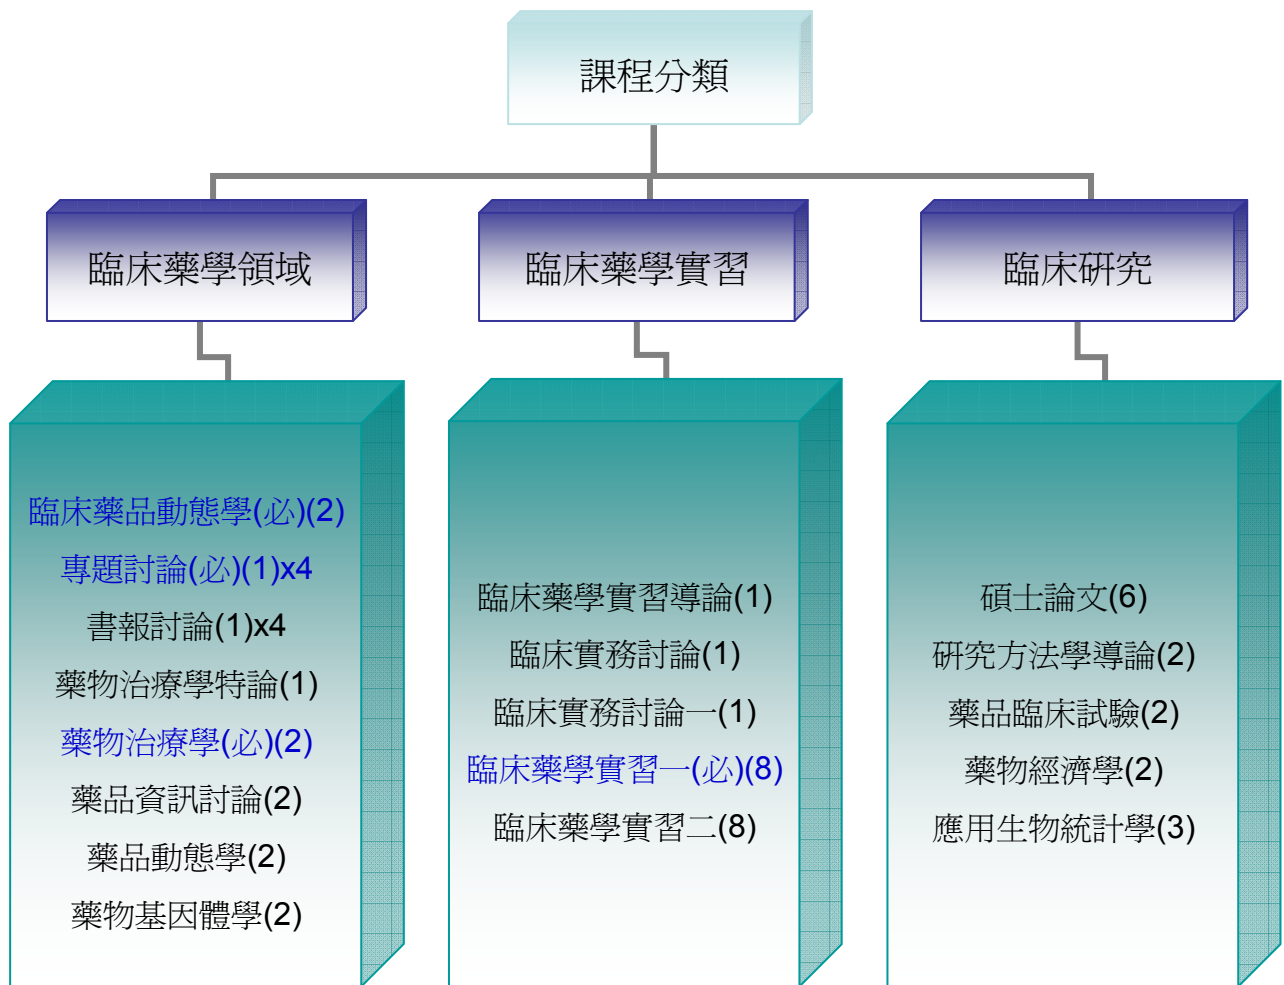 課程分類
臨床藥學領域
臨床藥學實習
臨床研究
臨床藥品動態學(必)(2)
專題討論(必)(1)x4
書報討論(1)x4
藥物治療學特論(1)
藥物治療學(必)(2)
藥品資訊討論(2)
藥品動態學(2)
藥物基因體學(2)
臨床藥學實習導論(1)
臨床實務討論(1)
臨床實務討論一(1)
臨床藥學實習一(必)(8)
臨床藥學實習二(8)
碩士論文(6)
研究方法學導論(2)
藥品臨床試驗(2)
藥物經濟學(2)
應用生物統計學(3)